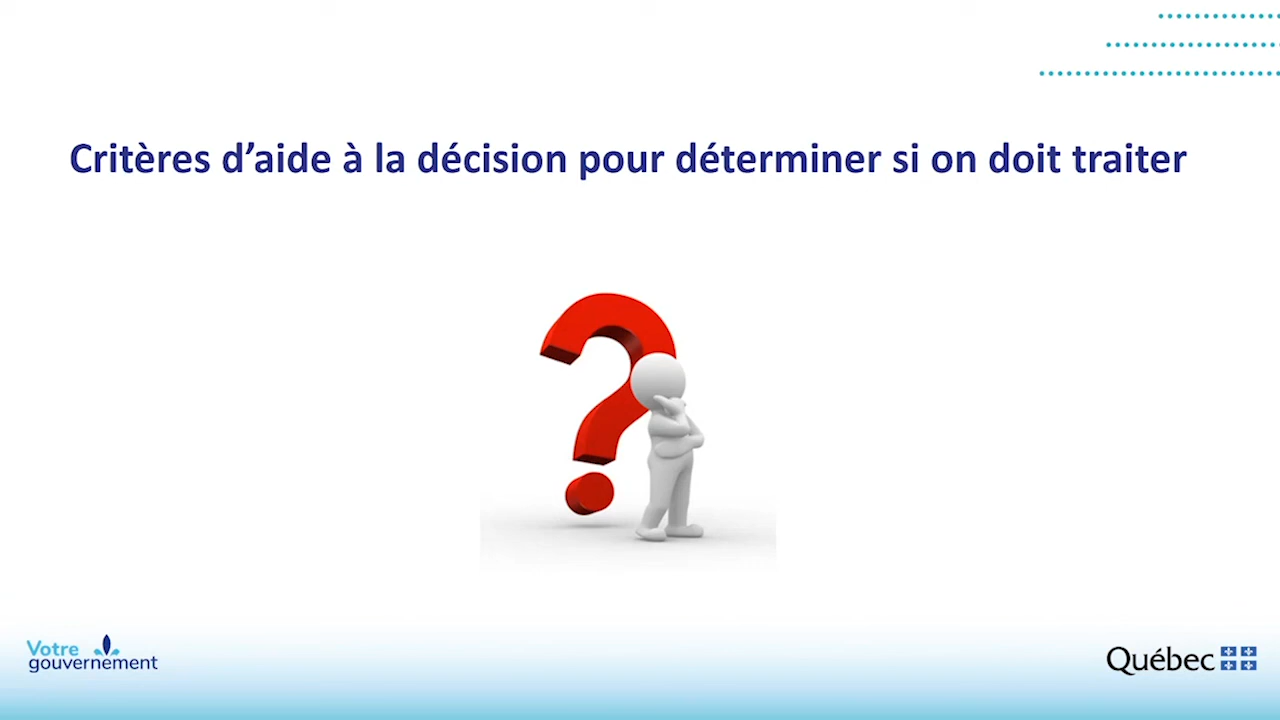 Critères d’aide à la décision pour déterminer si on doit traiter
Votre
gouvernement
Québec